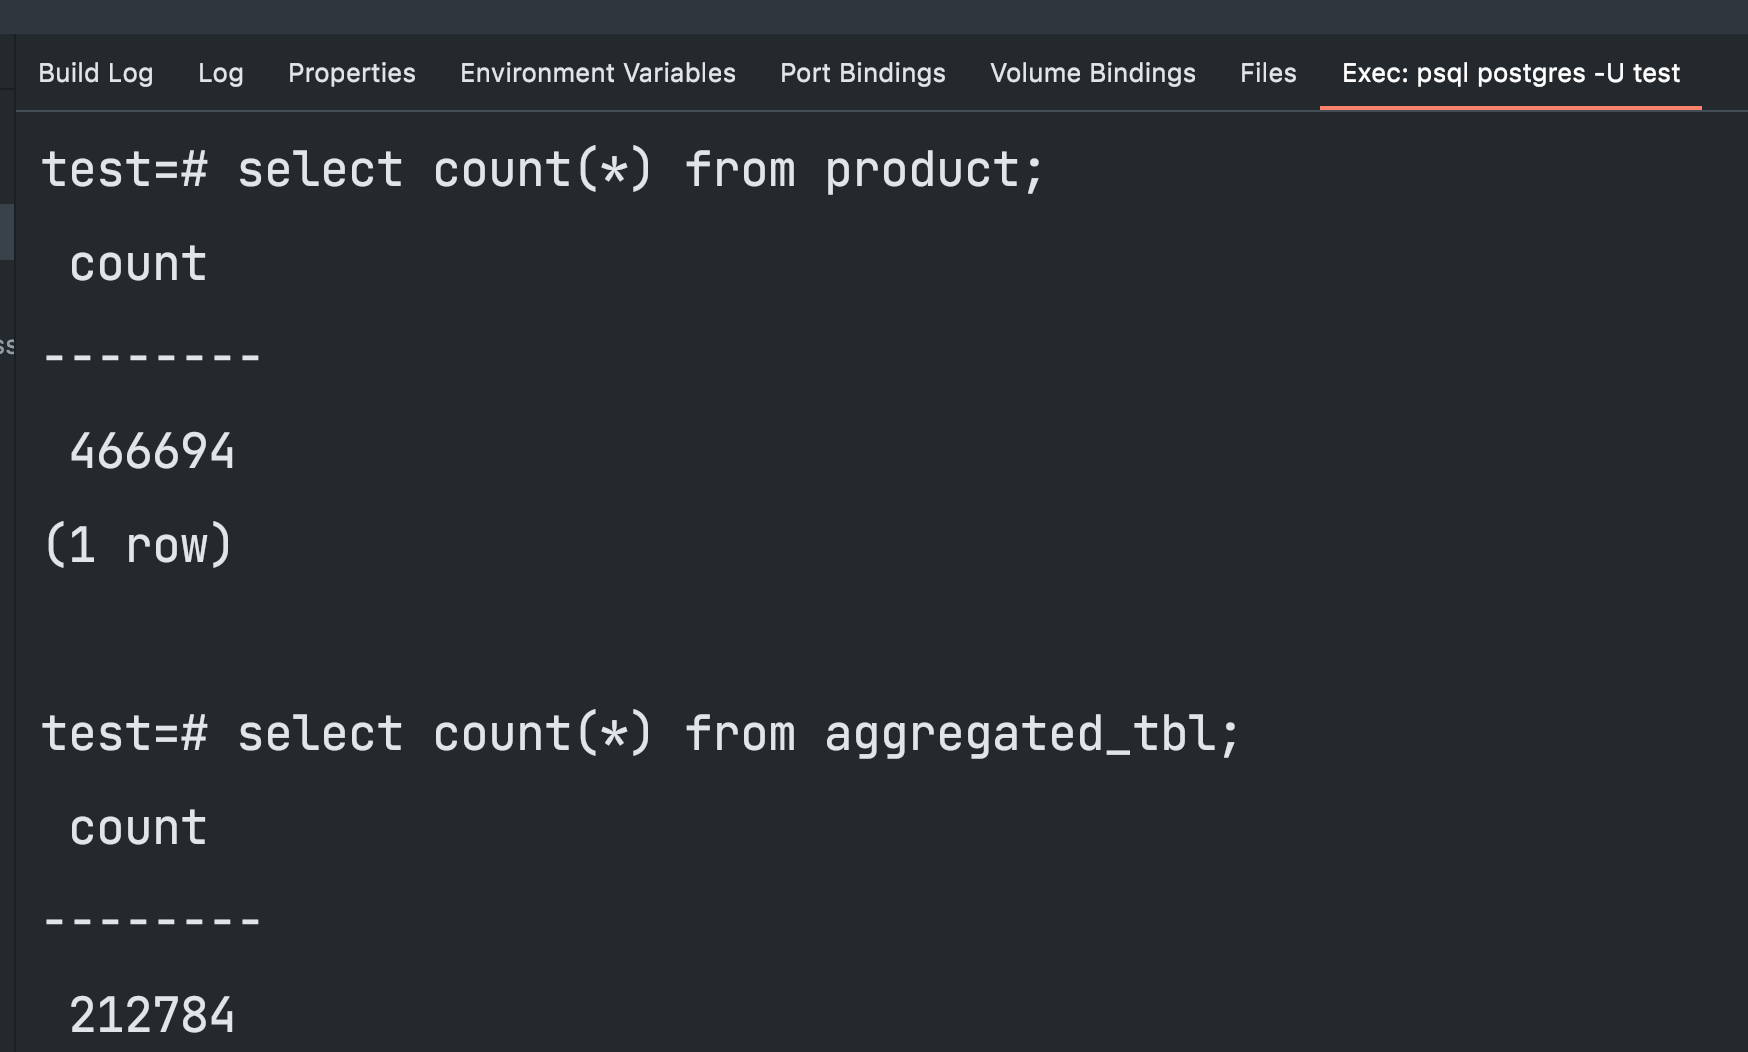 Build Log Log Properties Environment Variables Port Bindings Volume Bindings Files Exec: psql postgres -U test
test=# select count(*) from product;
count
--------
466694
(1 row)
test=# select count(*) from aggregated_tbl;
count
--------
212784